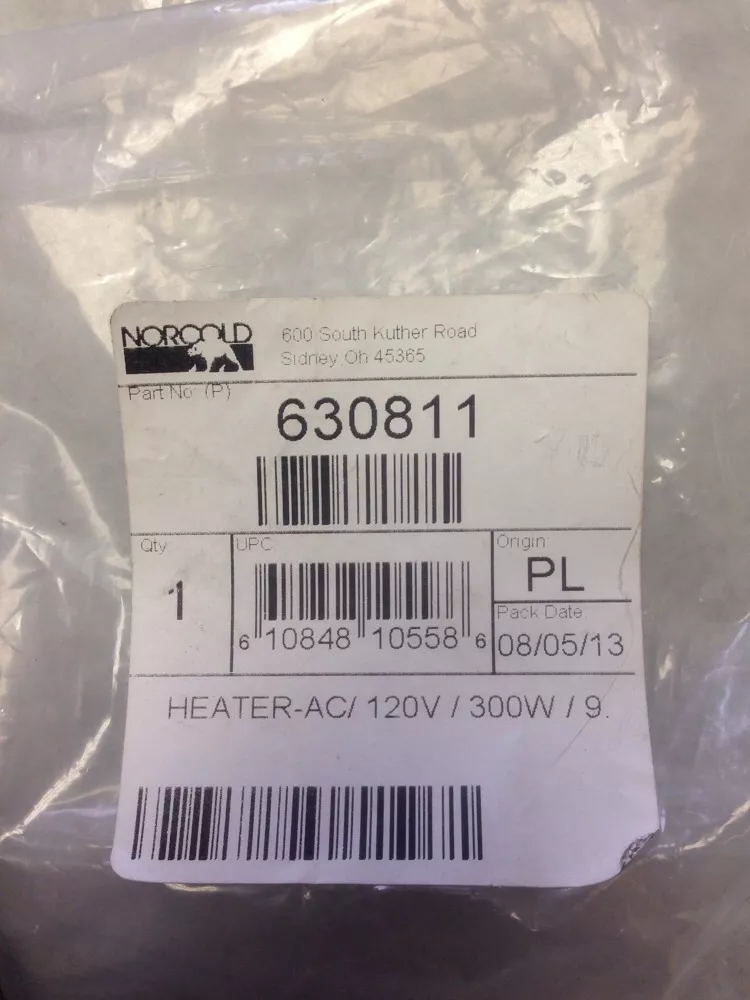 NORCOLD
600 South Kuther Road
Sidney,Oh 45365
Part No: (P)
630811
Qty
1
UPC
6 10848 10558 6
Origin
PL
Pack Date
08/05/13
HEATER-AC/ 120V / 300W / 9.